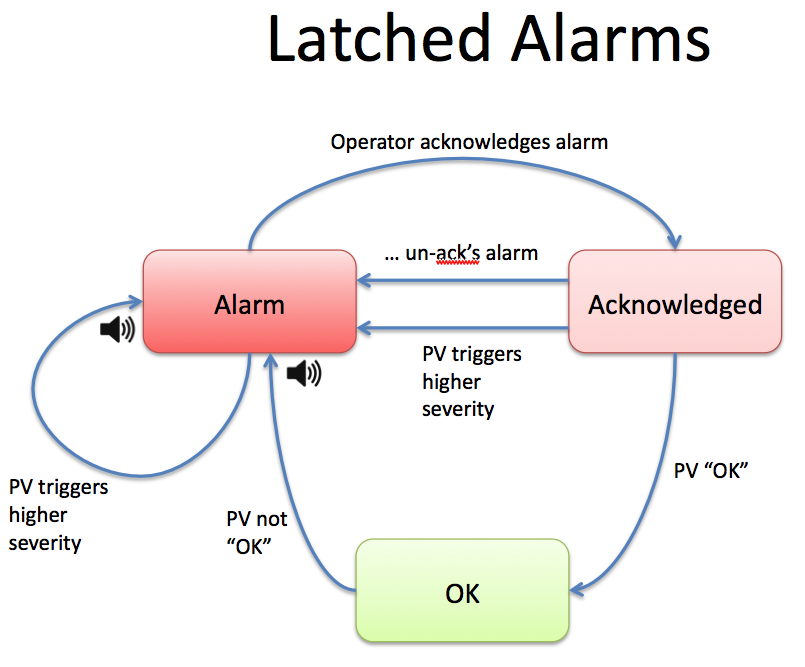 Latched Alarms
Operator acknowledges alarm
... un-ack’s alarm
Alarm
Acknowledged
PV triggers
higher
severity
PV “OK”
PV triggers
higher
severity
PV not
“OK”
OK